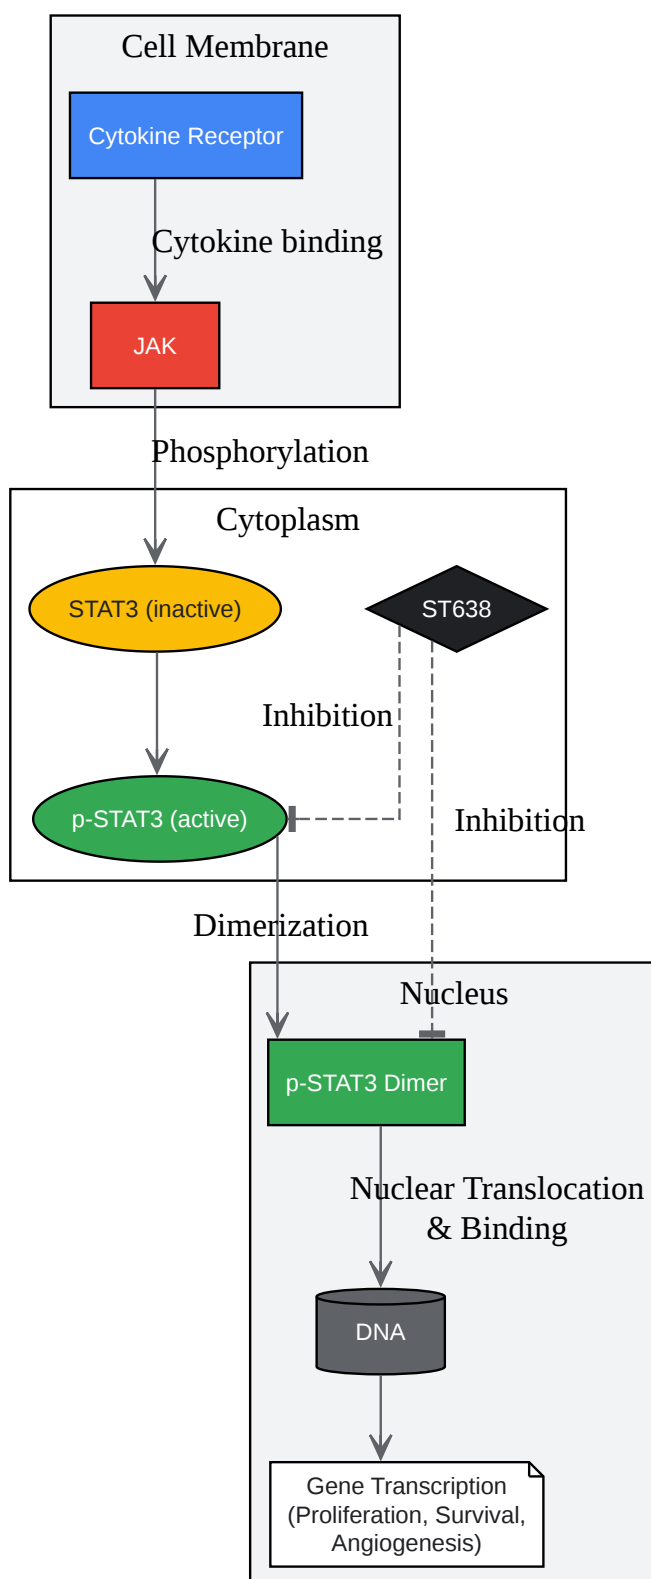 Cell Membrane
Cytokine Receptor
Cytokine binding
JAK
Phosphorylation
Cytoplasm
STAT3 (inactive)
ST638
Inhibition
p-STAT3 (active)
Inhibition
Dimerization
Nucleus
p-STAT3 Dimer
Nuclear Translocation
& Binding
DNA
Gene Transcription
(Proliferation, Survival,
Angiogenesis)